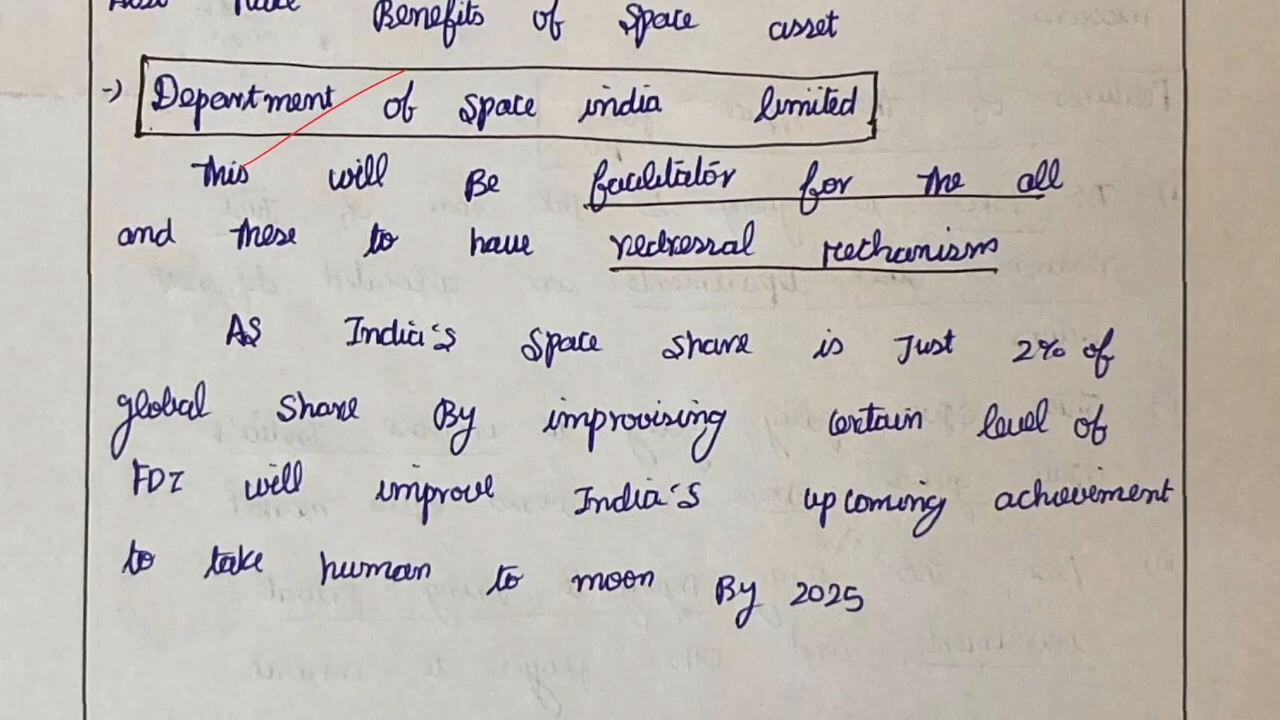 Benefits of space asset
→ Department of space india limited
This will Be facilitator for the all
and these to have redressal mechanism
As India's space share is Just 2% of
global share By improvising certain level of
FDI will improve India's upcoming achievement
to take human to moon By 2025